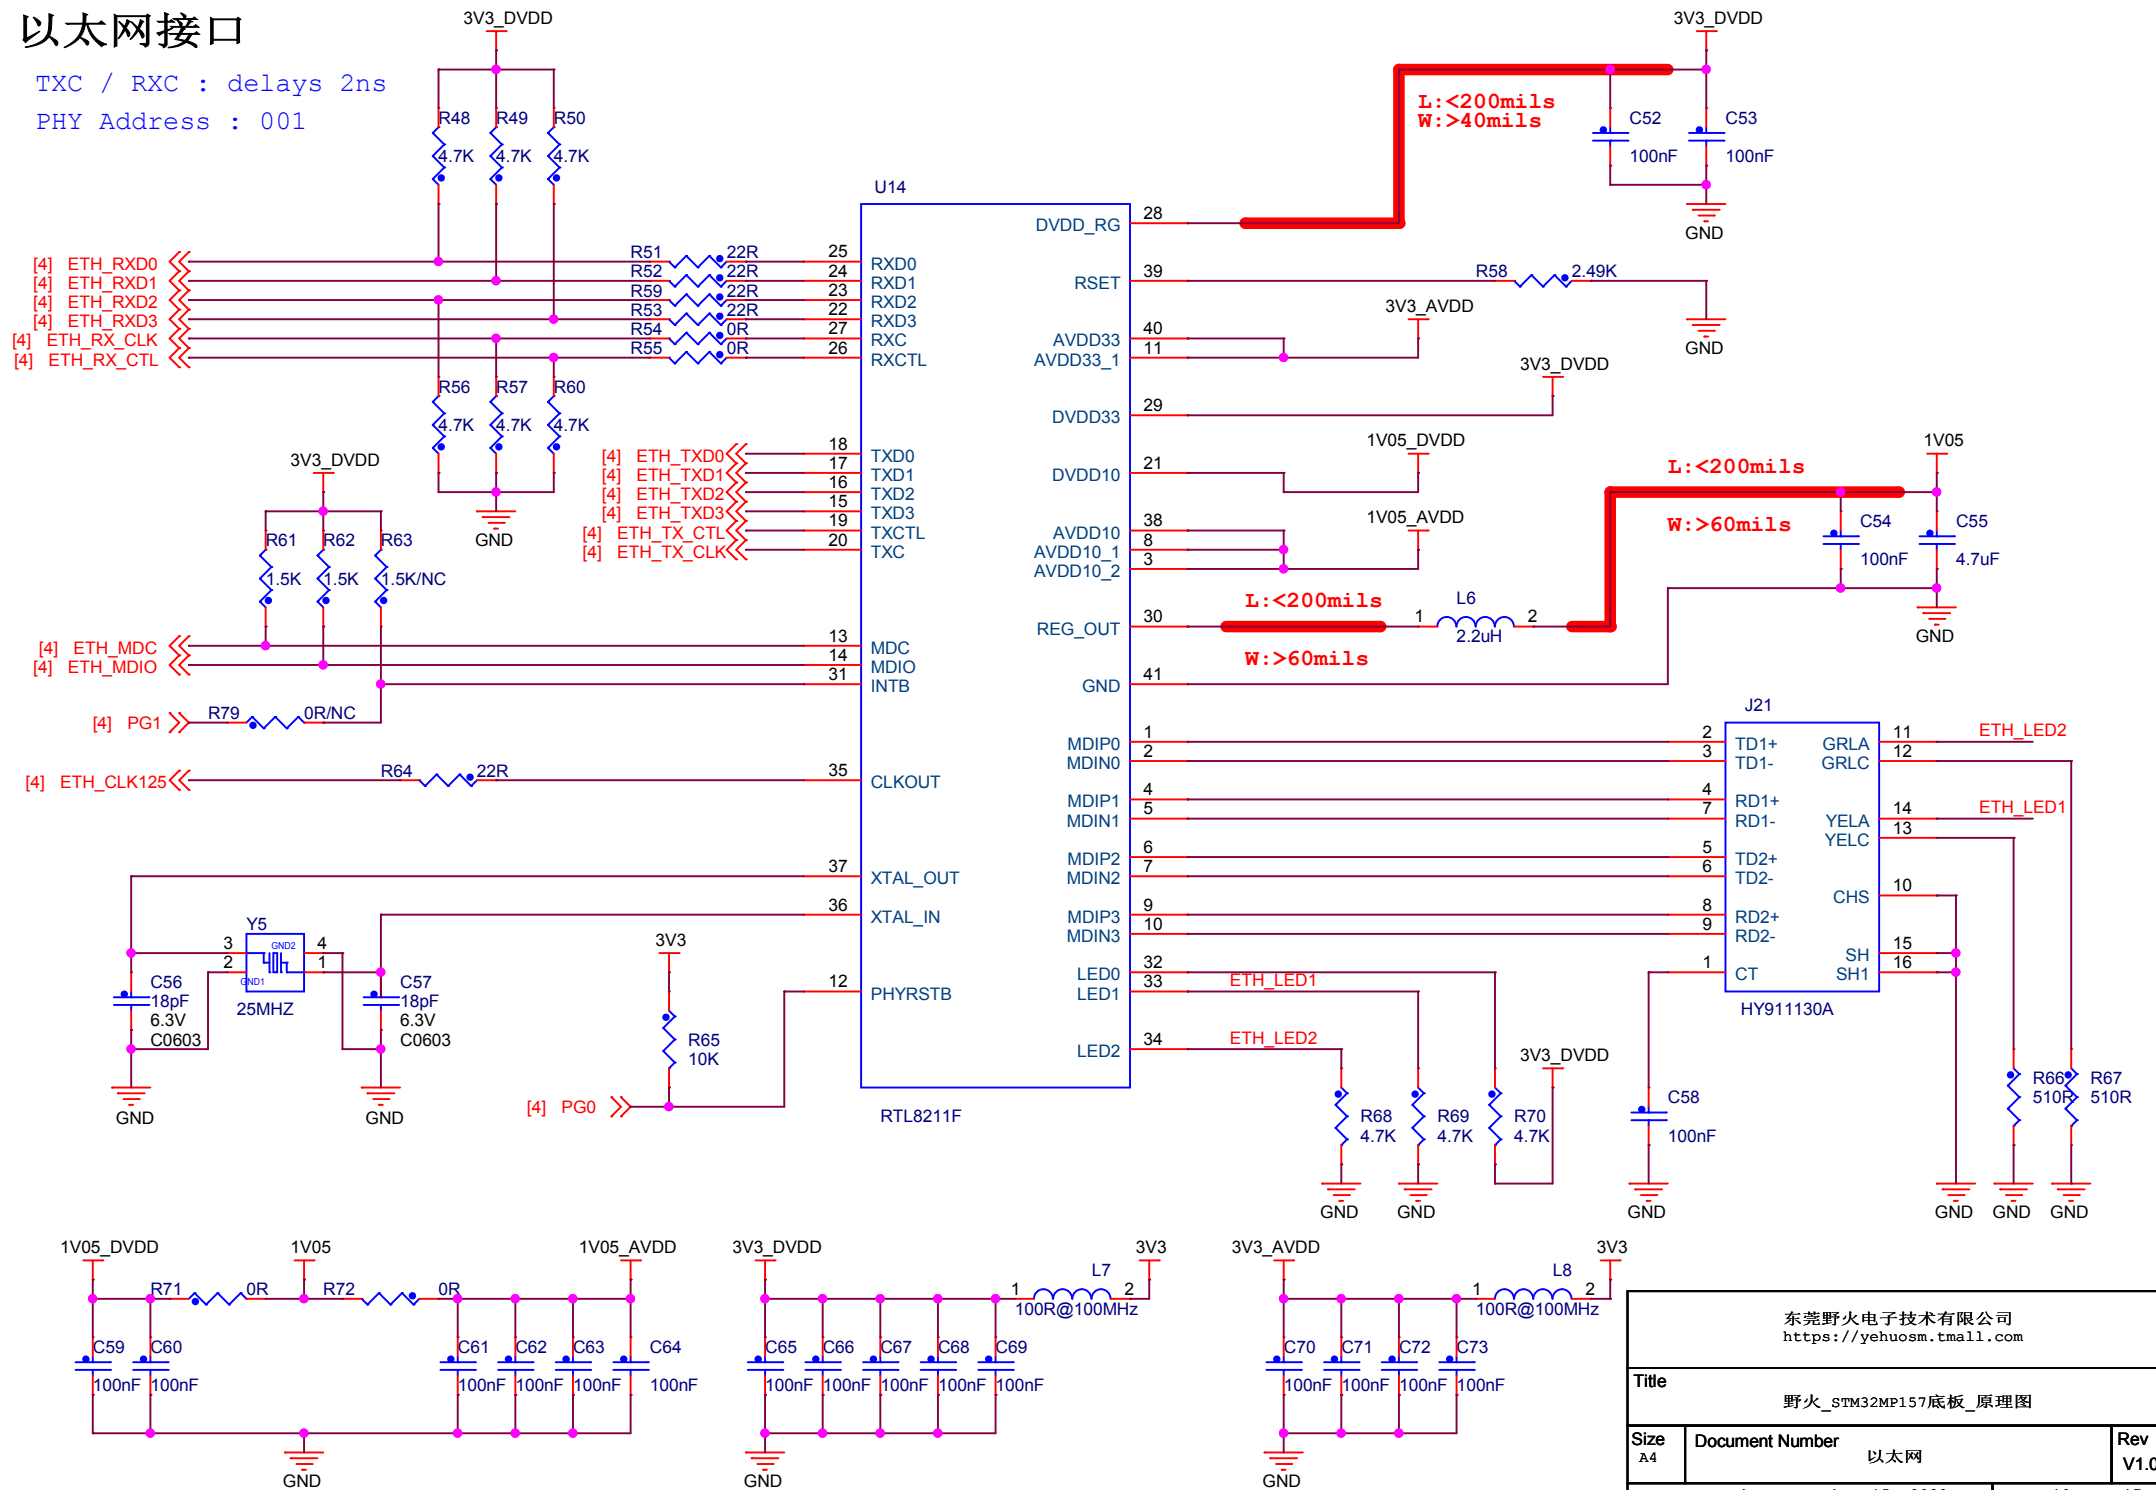 以太网接口
TXC / RXC : delays 2ns
PHY Address : 001
3V3_DVDD
R48 R49 R50
4.7K 4.7K 4.7K
3V3_DVDD
L:<200mils
W:>40mils
C52 C53
100nF 100nF
GND
U14
[4] ETH_RXD0 R51 22R 25 RXD0
[4] ETH_RXD1 R52 22R 24 RXD1
[4] ETH_RXD2 R59 22R 23 RXD2
[4] ETH_RXD3 R53 22R 22 RXD3
[4] ETH_RX_CLK R54 0R 27 RXC
[4] ETH_RX_CTL R55 0R 26 RXCTL
R56 R57 R60
4.7K 4.7K 4.7K
GND
[4] ETH_TXD0 18 TXD0
[4] ETH_TXD1 17 TXD1
[4] ETH_TXD2 16 TXD2
[4] ETH_TXD3 15 TXD3
[4] ETH_TX_CTL 19 TXCTL
[4] ETH_TX_CLK 20 TXC
3V3_DVDD
R61 R62 R63
1.5K 1.5K 1.5K/NC
[4] ETH_MDC 13 MDC
[4] ETH_MDIO 14 MDIO
31 INTB
[4] PG1 R79 0R/NC
[4] ETH_CLK125 R64 22R 35 CLKOUT
37 XTAL_OUT
36 XTAL_IN
Y5
3 GND2 4
2 GND1 1
25MHZ
C56
18pF
6.3V
C0603
GND
C57
18pF
6.3V
C0603
GND
3V3
12 PHYRSTB
R65
10K
[4] PG0
RTL8211F
DVDD_RG 28
RSET 39 R58 2.49K
GND
3V3_AVDD
AVDD33 40
AVDD33_1 11
3V3_DVDD
DVDD33 29
1V05_DVDD
DVDD10 21
1V05_AVDD
AVDD10 38
AVDD10_1 8
AVDD10_2 3
L:<200mils
REG_OUT 30 1 L6 2
2.2uH
W:>60mils
L:<200mils
W:>60mils
1V05
C54 C55
100nF 4.7uF
GND
GND 41
MDIP0 1
MDIN0 2
MDIP1 4
MDIN1 5
MDIP2 6
MDIN2 7
MDIP3 9
MDIN3 10
LED0 32
LED1 33 ETH_LED1
LED2 34 ETH_LED2
3V3_DVDD
R68 R69 R70
4.7K 4.7K 4.7K
GND GND
J21
2 TD1+ GRLA 11 ETH_LED2
3 TD1- GRLC 12
4 RD1+ YELA 14 ETH_LED1
7 RD1- YELC 13
5 TD2+
6 TD2- CHS 10
8 RD2+
9 RD2- SH 15
1 CT SH1 16
HY911130A
C58
100nF
GND
R66 R67
510R 510R
GND GND GND
1V05_DVDD 1V05 1V05_AVDD
R71 0R R72 0R
C59 C60 C61 C62 C63 C64
100nF 100nF 100nF 100nF 100nF 100nF
GND
3V3_DVDD 3V3
1 L7 2
100R@100MHz
C65 C66 C67 C68 C69
100nF 100nF 100nF 100nF 100nF
GND
3V3_AVDD 3V3
1 L8 2
100R@100MHz
C70 C71 C72 C73
100nF 100nF 100nF 100nF
GND
东莞野火电子技术有限公司
https://yehuosm.tmall.com
Title
野火_STM32MP157底板_原理图
Size Document Number Rev
A4 以太网 V1.0